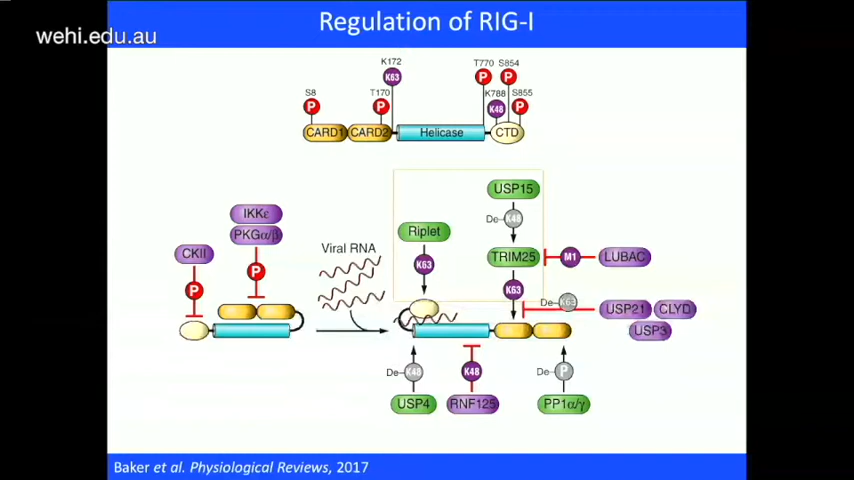 Regulation of RIG-I
wehi.edu.au
K172
K63
T770
S854
P
P
S8
P
T170
P
K788
K48
S855
P
CARD1
CARD2
Helicase
CTD
USP15
De-K48
IKKε
PKGα/β
Riplet
CKII
Viral RNA
TRIM25
M1
LUBAC
K63
P
P
K63
De-K63
USP21
CLYD
USP3
De-K48
K48
De-P
USP4
RNF125
PP1α/γ
Baker et al. Physiological Reviews, 2017